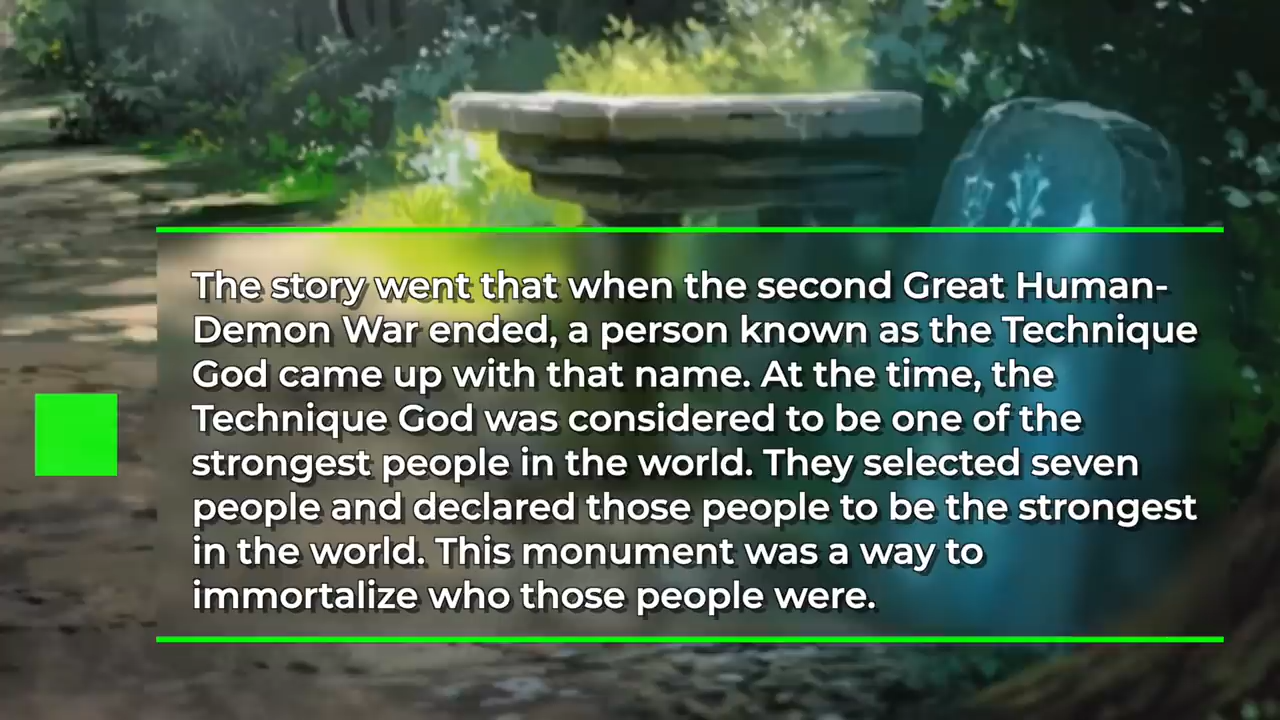 The story went that when the second Great Human-
Demon War ended, a person known as the Technique
God came up with that name. At the time, the
Technique God was considered to be one of the
strongest people in the world. They selected seven
people and declared those people to be the strongest
in the world. This monument was a way to
immortalize who those people were.